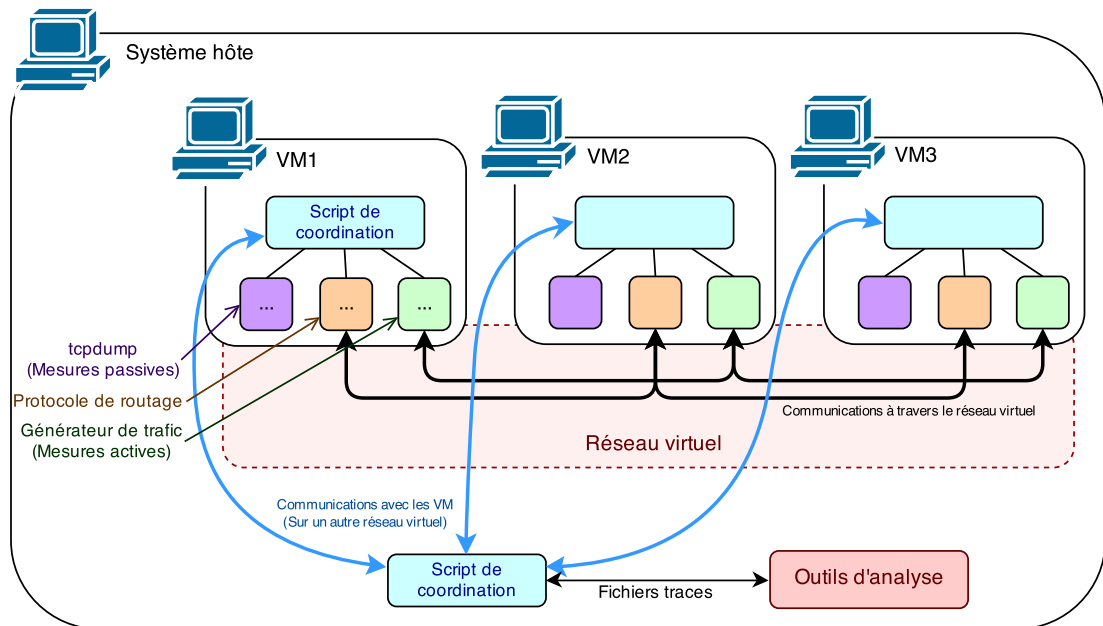 Système hôte
VM1
VM2
VM3
Script de
coordination
...
...
...
tcpdump
(Mesures passives)
Protocole de routage
Générateur de trafic
(Mesures actives)
Communications à travers le réseau virtuel
Réseau virtuel
Communications avec les VM
(Sur un autre réseau virtuel)
Script de
coordination
Fichiers traces
Outils d'analyse